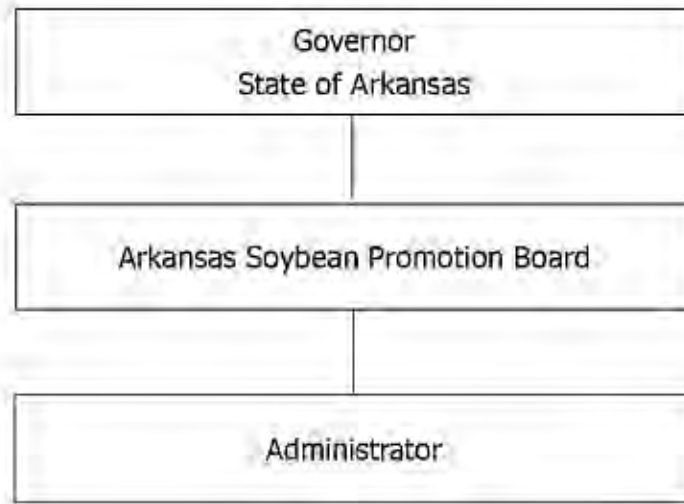 Governor
State of Arkansas
Arkansas Soybean Promotion Board
Administrator